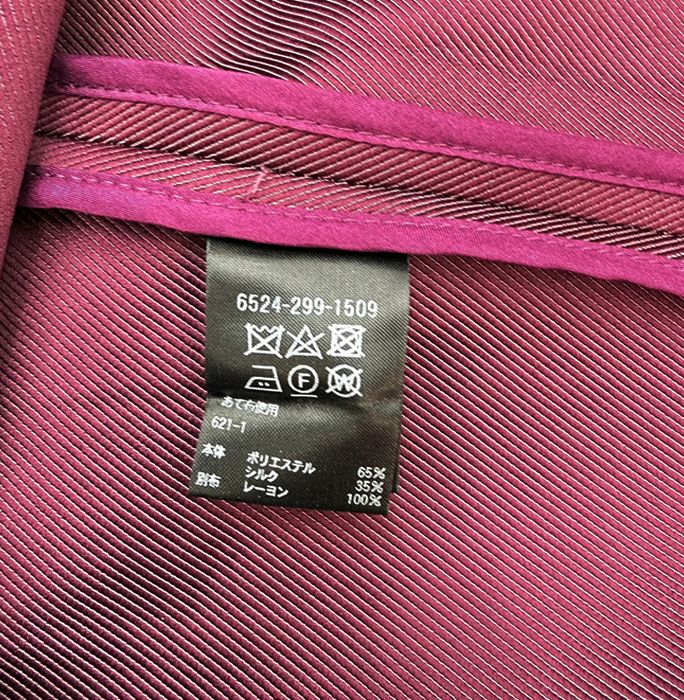 6524-299-1509
F W
あて布使用
621-1
本体 ポリエステル 65%
シルク 35%
別布 レーヨン 100%